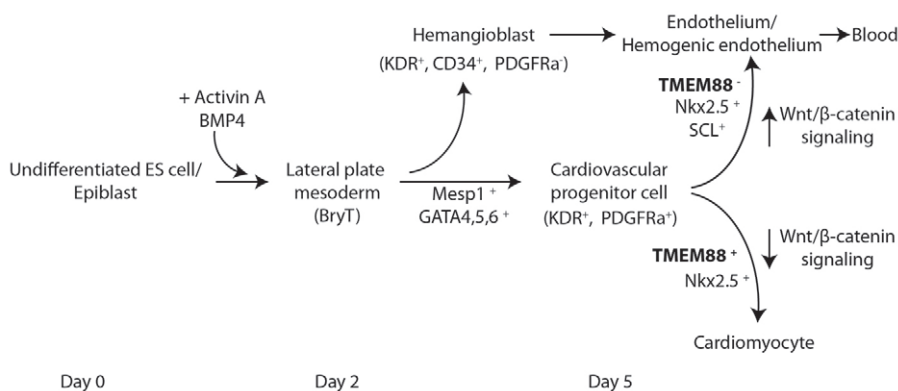 Hemangioblast
(KDR⁺, CD34⁺, PDGFRa⁻)
Endothelium/
Hemogenic endothelium
Blood
+ Activin A
BMP4
TMEM88 ⁻
Nkx2.5 ⁺
SCL⁺
Wnt/β-catenin
signaling
Undifferentiated ES cell/
Epiblast
Lateral plate
mesoderm
(BryT)
Mesp1 ⁺
GATA4,5,6 ⁺
Cardiovascular
progenitor cell
(KDR⁺, PDGFRa⁺)
TMEM88 ⁺
Nkx2.5 ⁺
Wnt/β-catenin
signaling
Cardiomyocyte
Day 0
Day 2
Day 5